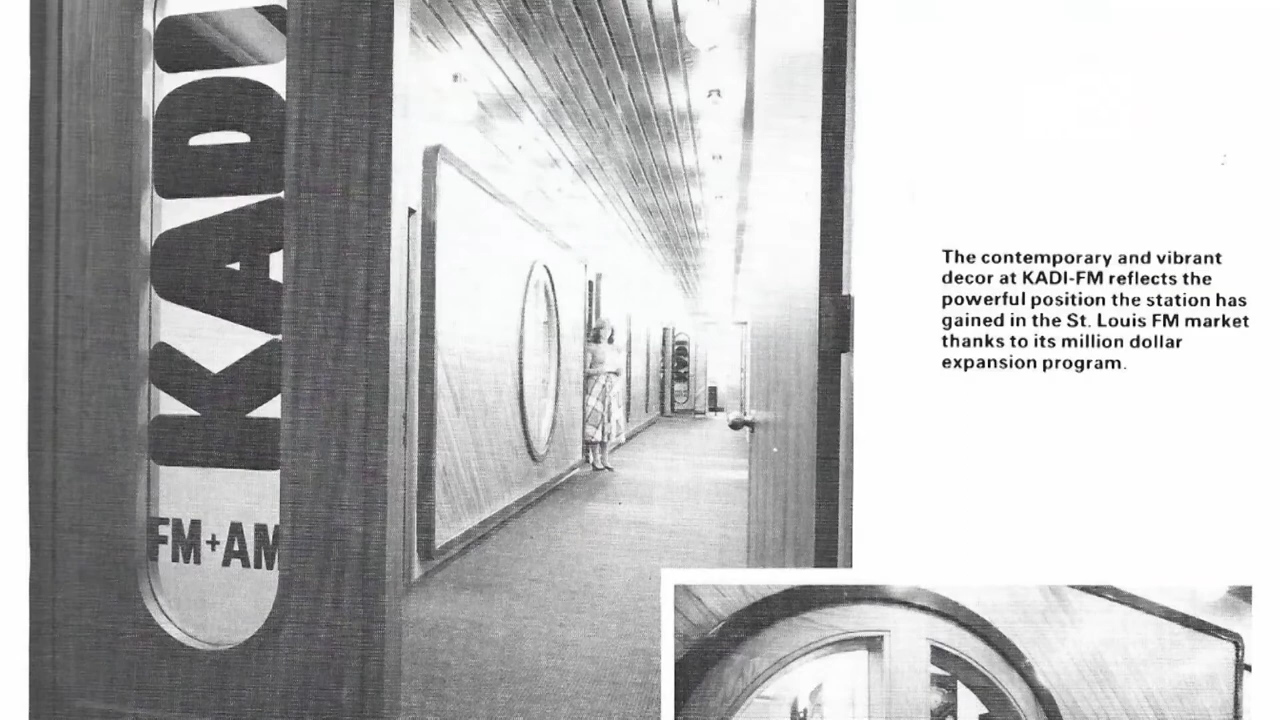 KADI
FM+AM
KADI
The contemporary and vibrant
decor at KADI-FM reflects the
powerful position the station has
gained in the St. Louis FM market
thanks to its million dollar
expansion program.